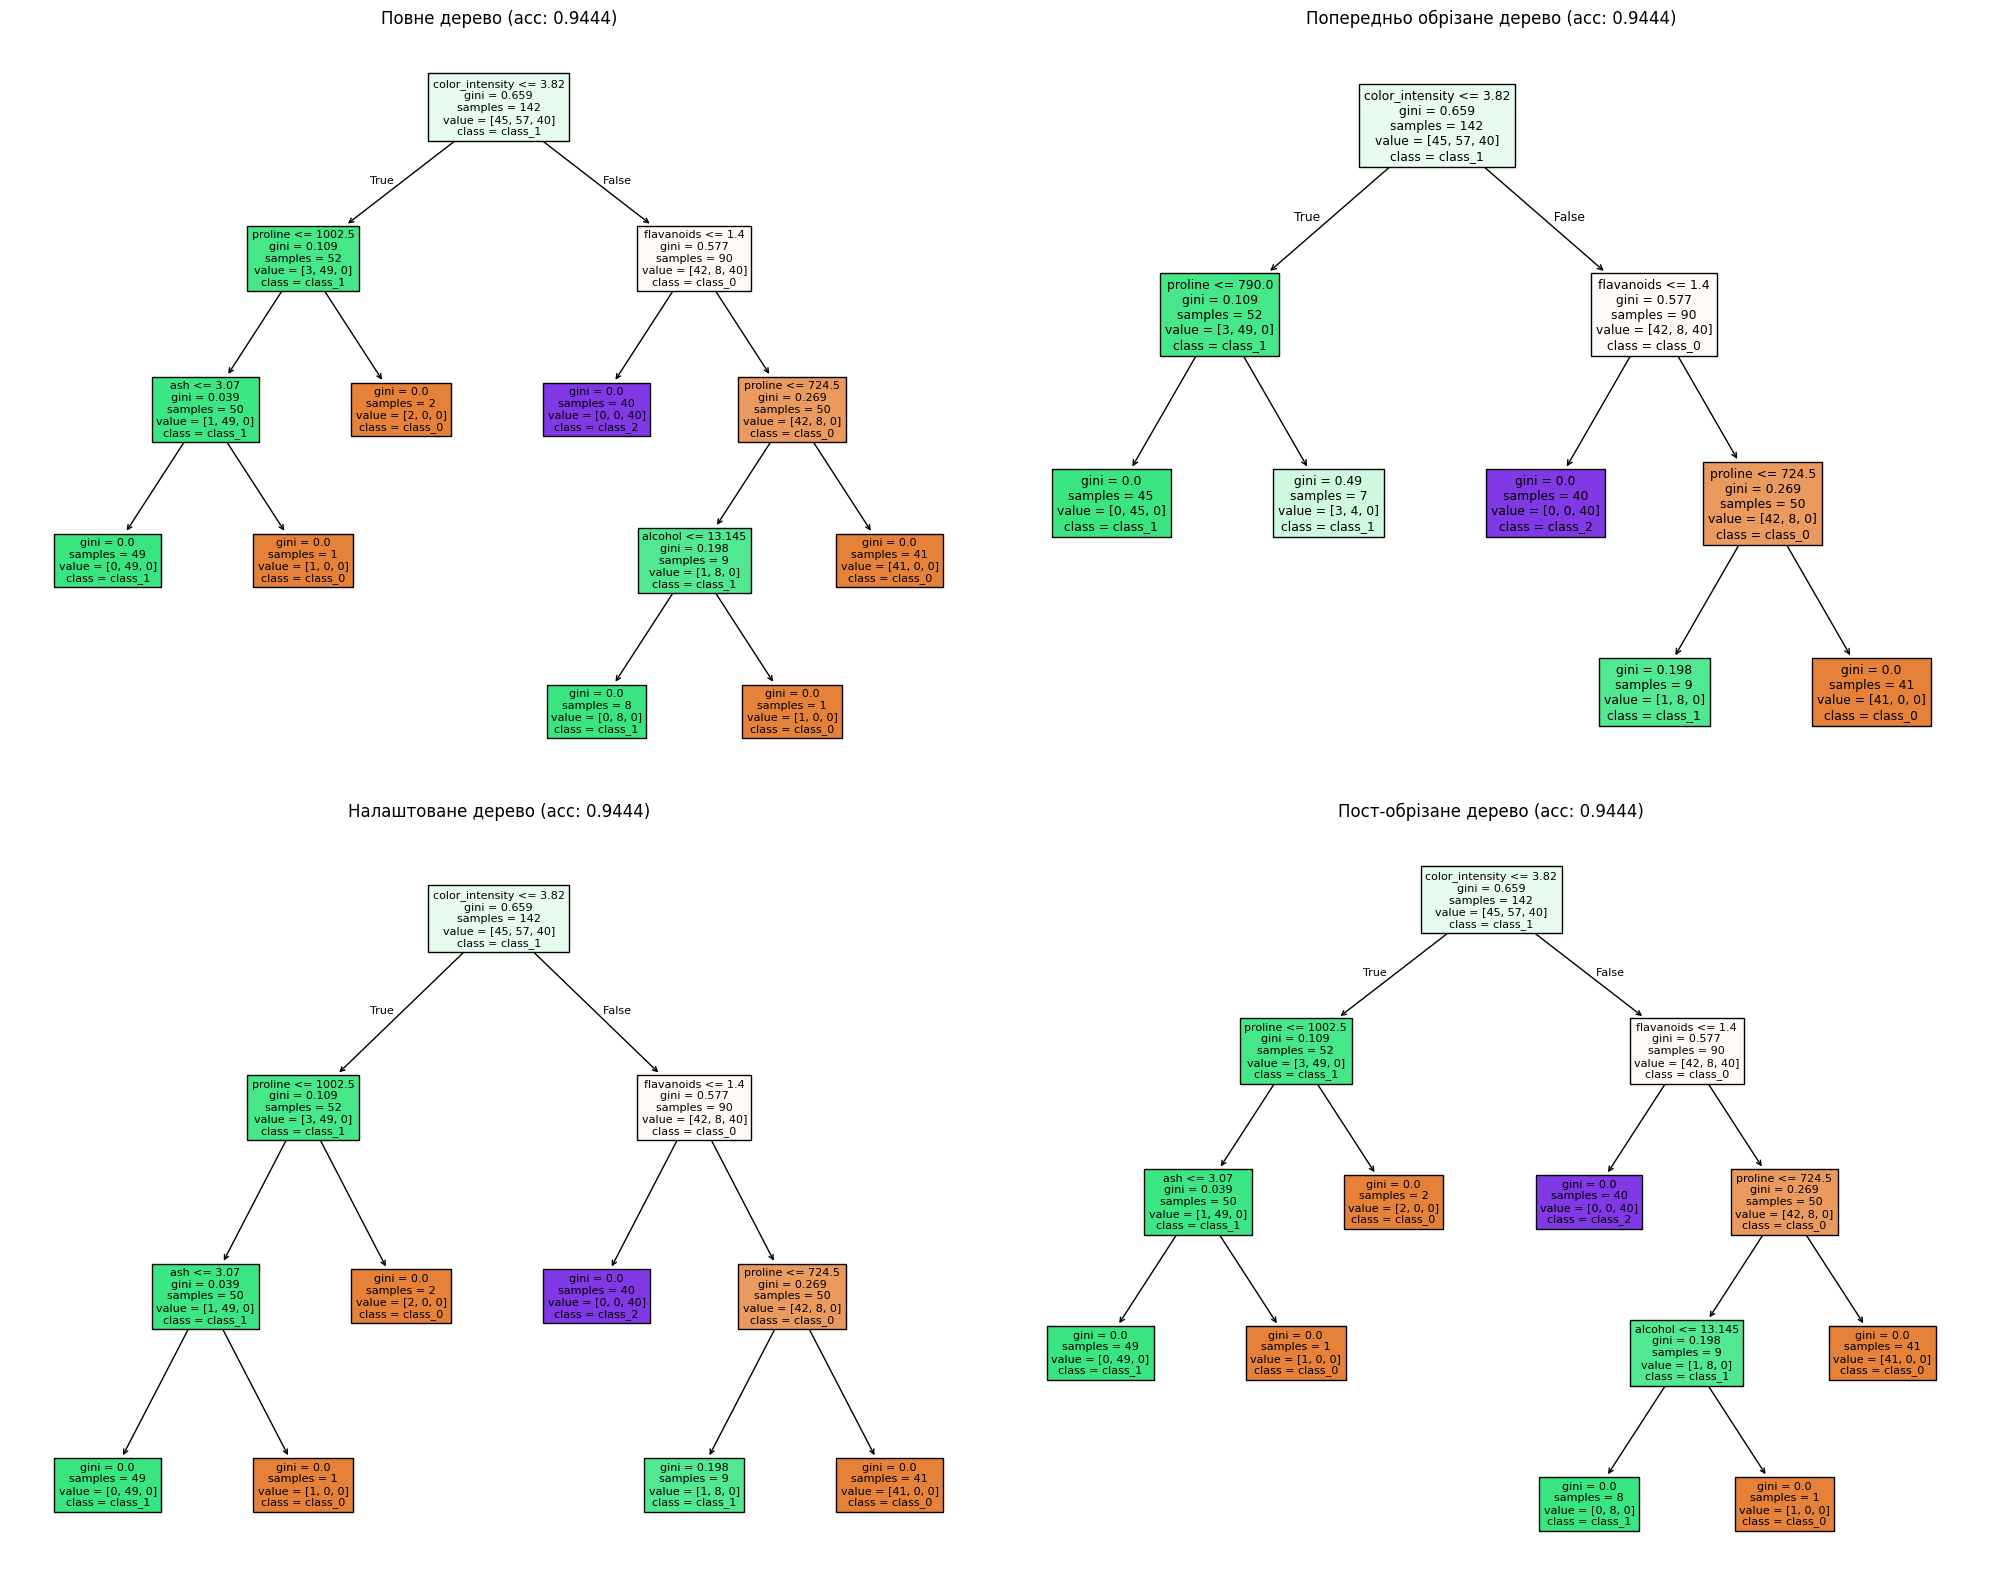 Повне дерево (acc: 0.9444)
color_intensity <= 3.82
gini = 0.659
samples = 142
value = [45, 57, 40]
class = class_1
True
False
proline <= 1002.5
gini = 0.109
samples = 52
value = [3, 49, 0]
class = class_1
flavanoids <= 1.4
gini = 0.577
samples = 90
value = [42, 8, 40]
class = class_0
ash <= 3.07
gini = 0.039
samples = 50
value = [1, 49, 0]
class = class_1
gini = 0.0
samples = 2
value = [2, 0, 0]
class = class_0
gini = 0.0
samples = 40
value = [0, 0, 40]
class = class_2
proline <= 724.5
gini = 0.269
samples = 50
value = [42, 8, 0]
class = class_0
gini = 0.0
samples = 49
value = [0, 49, 0]
class = class_1
gini = 0.0
samples = 1
value = [1, 0, 0]
class = class_0
alcohol <= 13.145
gini = 0.198
samples = 9
value = [1, 8, 0]
class = class_1
gini = 0.0
samples = 41
value = [41, 0, 0]
class = class_0
gini = 0.0
samples = 8
value = [0, 8, 0]
class = class_1
gini = 0.0
samples = 1
value = [1, 0, 0]
class = class_0
Попередньо обрізане дерево (acc: 0.9444)
color_intensity <= 3.82
gini = 0.659
samples = 142
value = [45, 57, 40]
class = class_1
True
False
proline <= 790.0
gini = 0.109
samples = 52
value = [3, 49, 0]
class = class_1
flavanoids <= 1.4
gini = 0.577
samples = 90
value = [42, 8, 40]
class = class_0
gini = 0.0
samples = 45
value = [0, 45, 0]
class = class_1
gini = 0.49
samples = 7
value = [3, 4, 0]
class = class_1
gini = 0.0
samples = 40
value = [0, 0, 40]
class = class_2
proline <= 724.5
gini = 0.269
samples = 50
value = [42, 8, 0]
class = class_0
gini = 0.198
samples = 9
value = [1, 8, 0]
class = class_1
gini = 0.0
samples = 41
value = [41, 0, 0]
class = class_0
Налаштоване дерево (acc: 0.9444)
color_intensity <= 3.82
gini = 0.659
samples = 142
value = [45, 57, 40]
class = class_1
True
False
proline <= 1002.5
gini = 0.109
samples = 52
value = [3, 49, 0]
class = class_1
flavanoids <= 1.4
gini = 0.577
samples = 90
value = [42, 8, 40]
class = class_0
ash <= 3.07
gini = 0.039
samples = 50
value = [1, 49, 0]
class = class_1
gini = 0.0
samples = 2
value = [2, 0, 0]
class = class_0
gini = 0.0
samples = 40
value = [0, 0, 40]
class = class_2
proline <= 724.5
gini = 0.269
samples = 50
value = [42, 8, 0]
class = class_0
gini = 0.0
samples = 49
value = [0, 49, 0]
class = class_1
gini = 0.0
samples = 1
value = [1, 0, 0]
class = class_0
gini = 0.198
samples = 9
value = [1, 8, 0]
class = class_1
gini = 0.0
samples = 41
value = [41, 0, 0]
class = class_0
Пост-обрізане дерево (acc: 0.9444)
color_intensity <= 3.82
gini = 0.659
samples = 142
value = [45, 57, 40]
class = class_1
True
False
proline <= 1002.5
gini = 0.109
samples = 52
value = [3, 49, 0]
class = class_1
flavanoids <= 1.4
gini = 0.577
samples = 90
value = [42, 8, 40]
class = class_0
ash <= 3.07
gini = 0.039
samples = 50
value = [1, 49, 0]
class = class_1
gini = 0.0
samples = 2
value = [2, 0, 0]
class = class_0
gini = 0.0
samples = 40
value = [0, 0, 40]
class = class_2
proline <= 724.5
gini = 0.269
samples = 50
value = [42, 8, 0]
class = class_0
gini = 0.0
samples = 49
value = [0, 49, 0]
class = class_1
gini = 0.0
samples = 1
value = [1, 0, 0]
class = class_0
alcohol <= 13.145
gini = 0.198
samples = 9
value = [1, 8, 0]
class = class_1
gini = 0.0
samples = 41
value = [41, 0, 0]
class = class_0
gini = 0.0
samples = 8
value = [0, 8, 0]
class = class_1
gini = 0.0
samples = 1
value = [1, 0, 0]
class = class_0